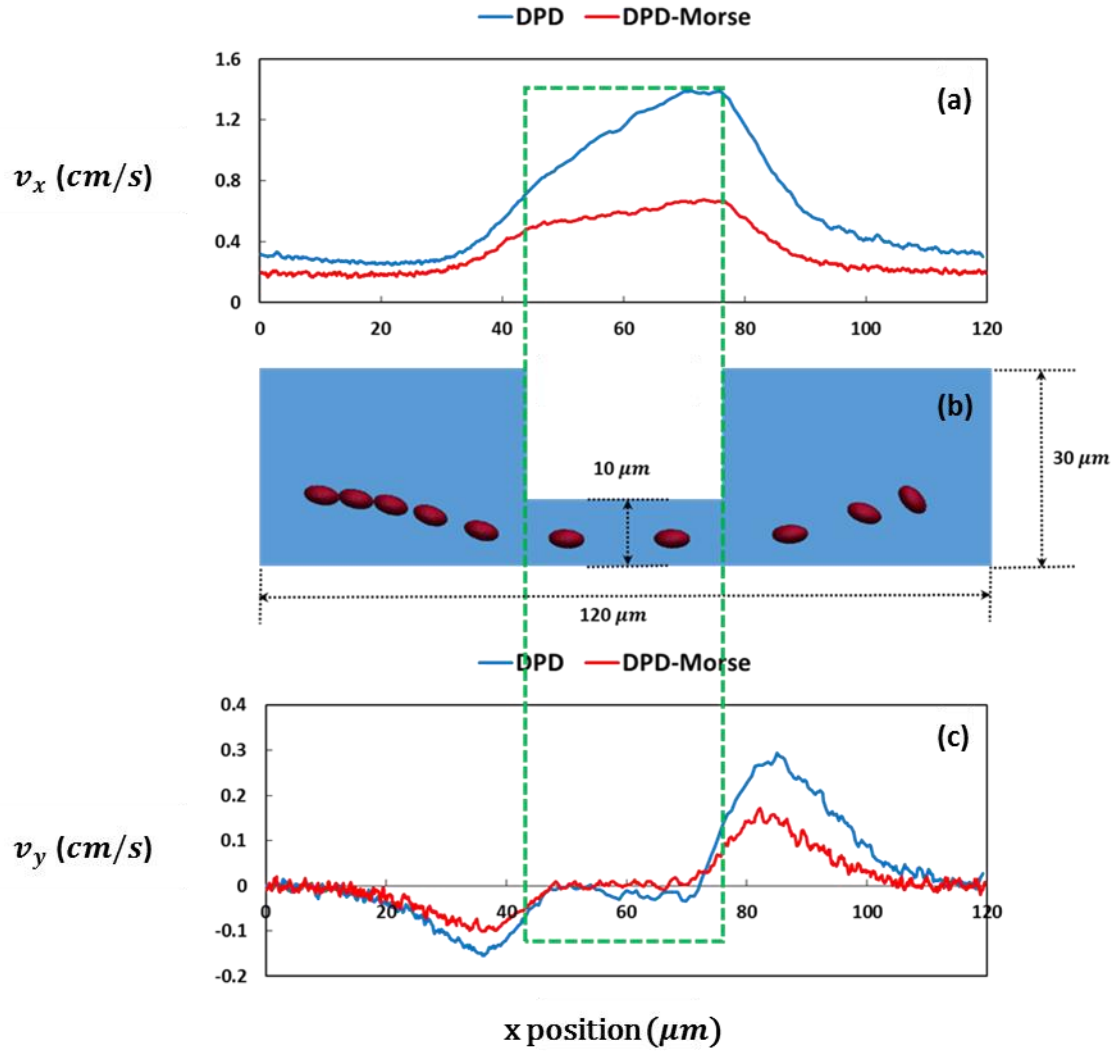 DPD DPD-Morse
(a)
v_x (cm/s)
1.6
1.2
0.8
0.4
0
0 20 40 60 80 100 120
(b)
10 μm
30 μm
120 μm
DPD DPD-Morse
(c)
v_y (cm/s)
0.4
0.3
0.2
0.1
0
-0.1
-0.2
0 20 40 60 80 100 120
x position (μm)